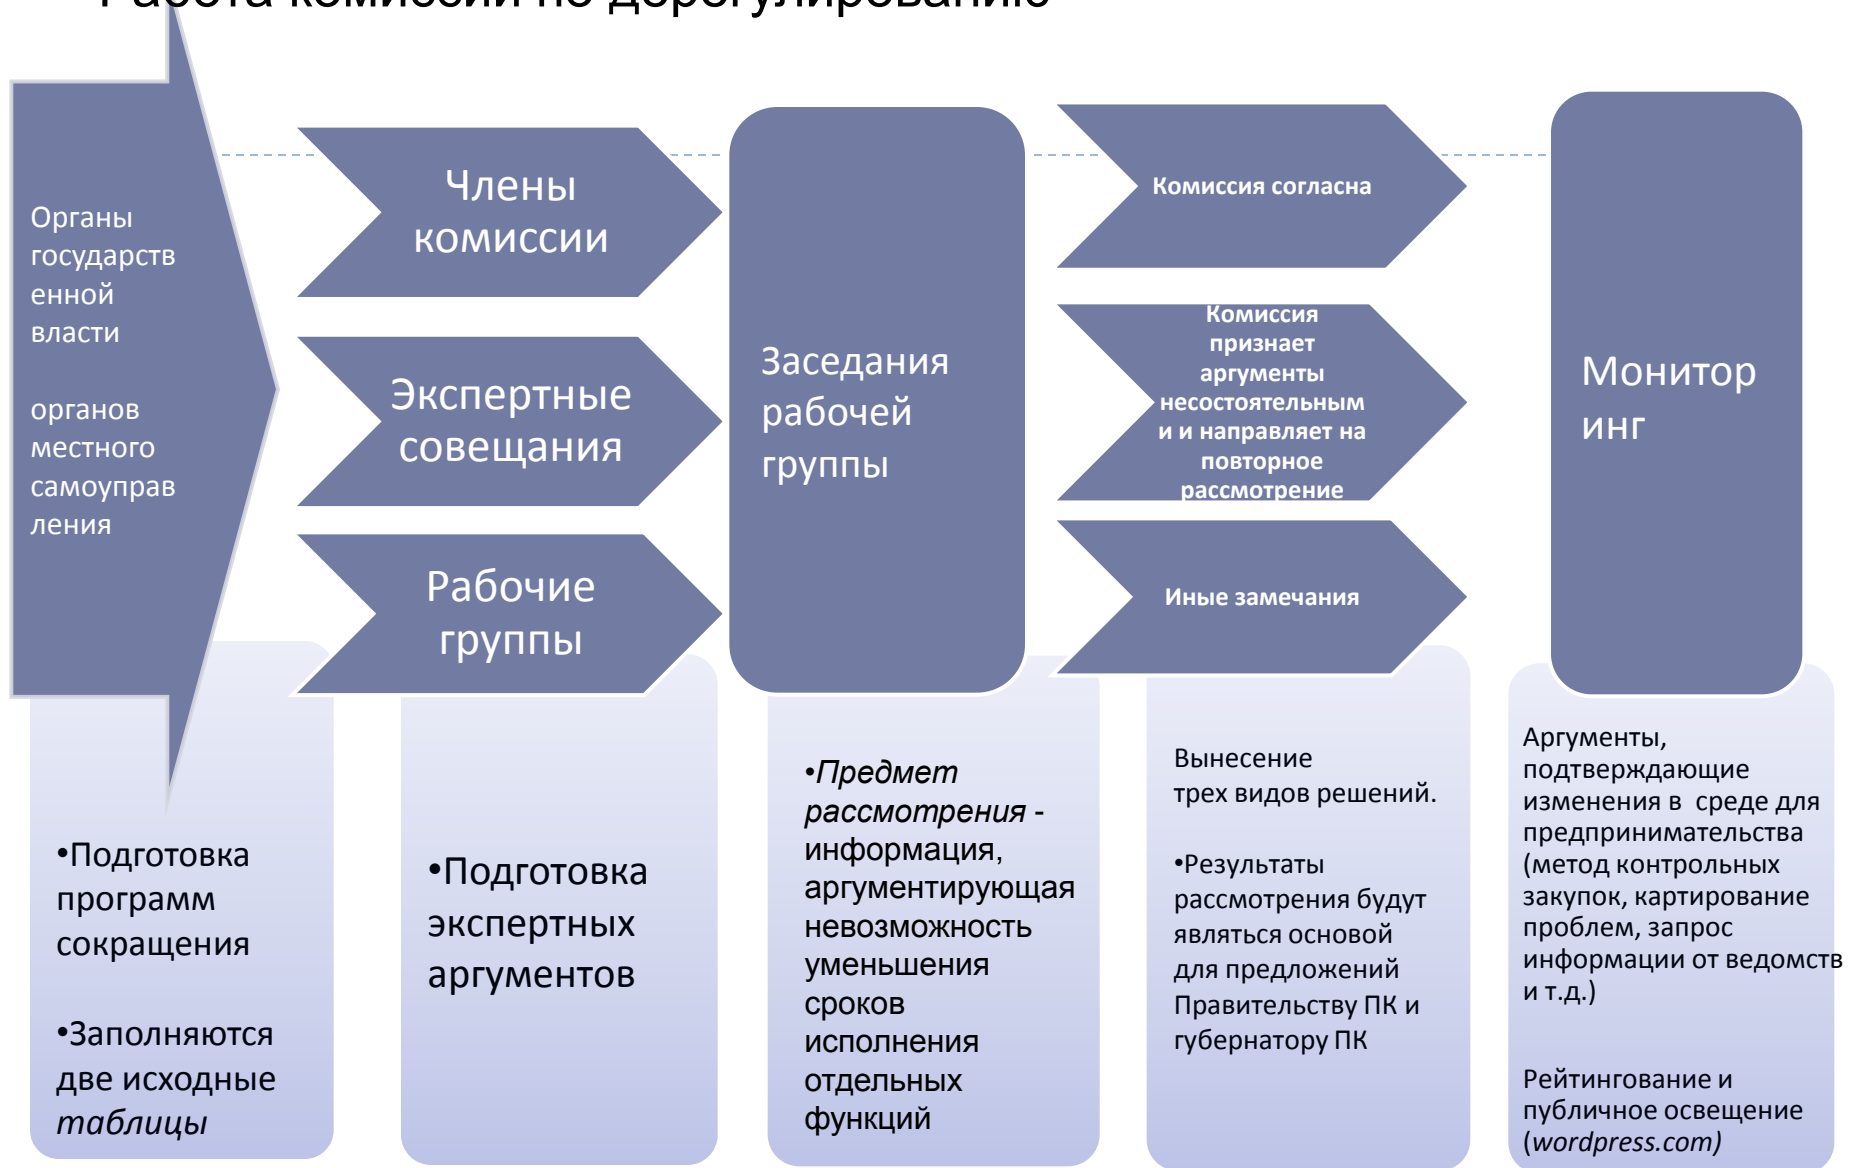 Работа комиссии по дерегулированию
Органы
государств
енной
власти
органов
местного
самоуправ
ления
Члены
комиссии
Экспертные
совещания
Рабочие
группы
Заседания
рабочей
группы
Комиссия согласна
Комиссия
признает
аргументы
несостоятельным
и и направляет на
повторное
рассмотрение
Иные замечания
Монитор
инг
•Подготовка
программ
сокращения
•Заполняются
две исходные
таблицы
•Подготовка
экспертных
аргументов
•Предмет
рассмотрения -
информация,
аргументирующая
невозможность
уменьшения
сроков
исполнения
отдельных
функций
Вынесение
трех видов решений.
•Результаты
рассмотрения будут
являться основой
для предложений
Правительству ПК и
губернатору ПК
Аргументы,
подтверждающие
изменения в среде для
предпринимательства
(метод контрольных
закупок, картирование
проблем, запрос
информации от ведомств
и т.д.)
Рейтингование и
публичное освещение
(wordpress.com)